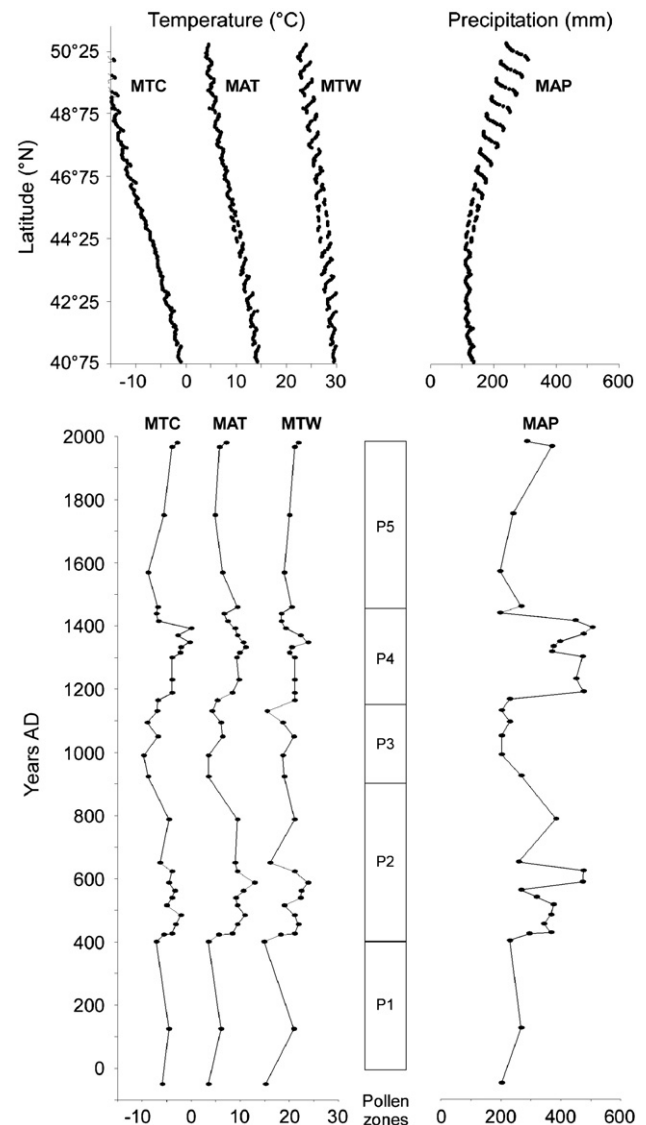 Temperature (°C) Precipitation (mm)
50°25
MTC MAT MTW MAP
48°75
46°75
44°25
42°25
40°75
Latitude (°N)
-10 0 10 20 30 0 200 400 600
MTC MAT MTW MAP
2000
1800
P5
1600
1400
P4
1200
P3
1000
800
P2
600
400
200
P1
0
Years AD
Pollen
zones
-10 0 10 20 30 0 200 400 600